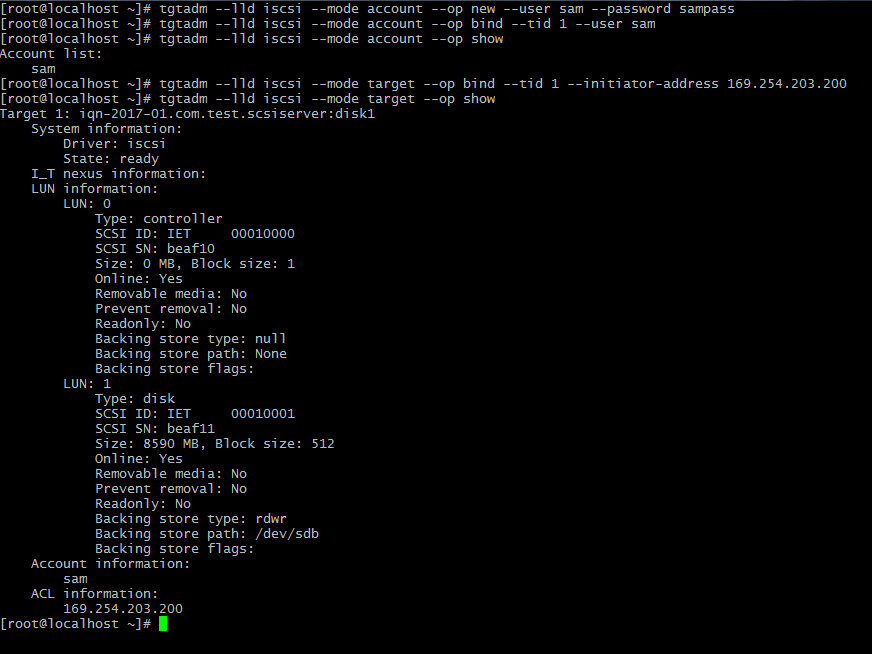 [root@localhost ~]# tgtadm --lld iscsi --mode account --op new --user sam --password sampass
[root@localhost ~]# tgtadm --lld iscsi --mode account --op bind --tid 1 --user sam
[root@localhost ~]# tgtadm --lld iscsi --mode account --op show
Account list:
    sam
[root@localhost ~]# tgtadm --lld iscsi --mode target --op bind --tid 1 --initiator-address 169.254.203.200
[root@localhost ~]# tgtadm --lld iscsi --mode target --op show
Target 1: iqn-2017-01.com.test.scsiserver:disk1
    System information:
        Driver: iscsi
        State: ready
    I_T nexus information:
    LUN information:
        LUN: 0
            Type: controller
            SCSI ID: IET     00010000
            SCSI SN: beaf10
            Size: 0 MB, Block size: 1
            Online: Yes
            Removable media: No
            Prevent removal: No
            Readonly: No
            Backing store type: null
            Backing store path: None
            Backing store flags:
        LUN: 1
            Type: disk
            SCSI ID: IET     00010001
            SCSI SN: beaf11
            Size: 8590 MB, Block size: 512
            Online: Yes
            Removable media: No
            Prevent removal: No
            Readonly: No
            Backing store type: rdwr
            Backing store path: /dev/sdb
            Backing store flags:
    Account information:
        sam
    ACL information:
        169.254.203.200
[root@localhost ~]#